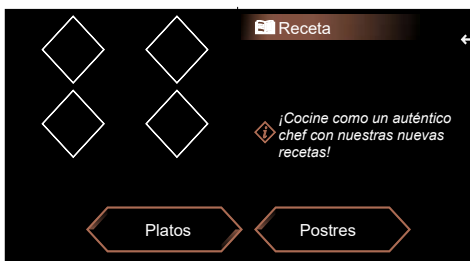 Receta
¡Cocine como un auténtico
chef con nuestras nuevas
recetas!
Platos
Postres